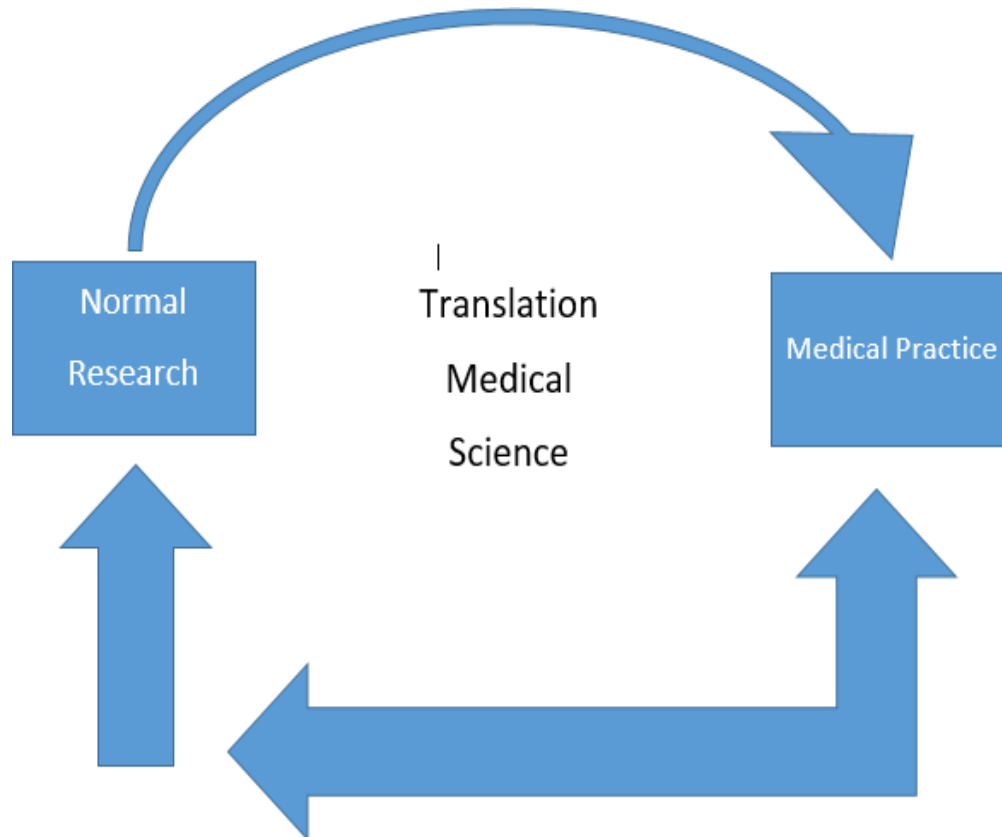 Normal
Research
Translation
Medical
Science
Medical Practice